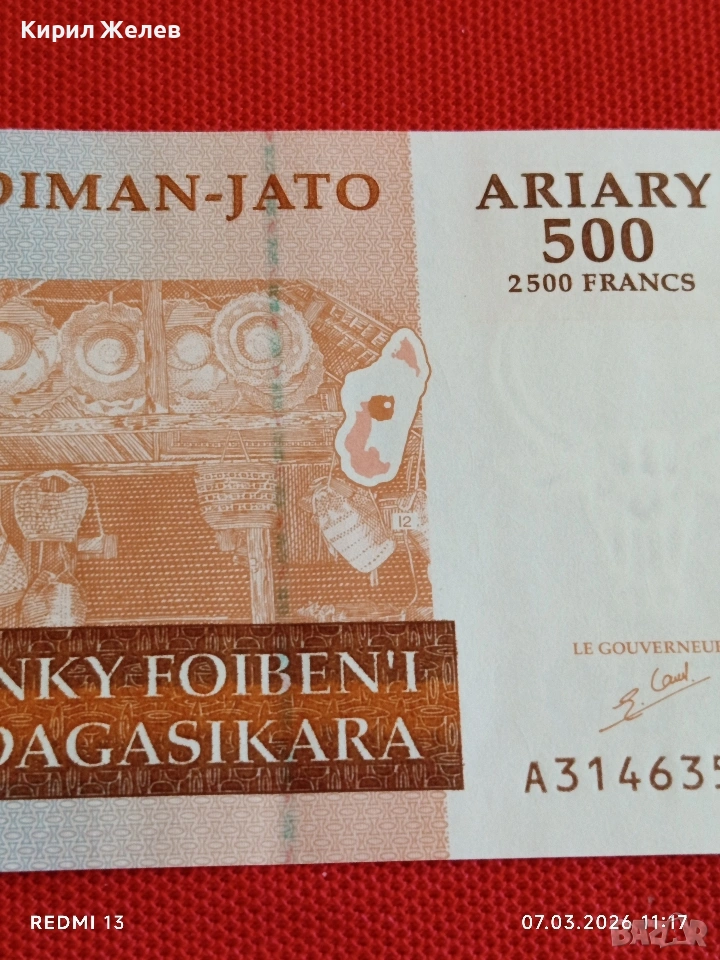 Кирил Желев
DIMAN-JATO
ARIARY
500
2500 FRANCS
12
NKY FOIBEN'I
DAGASIKARA
LE GOUVERNEUR
A314635
REDMI 13
07.03.2026 11:17
BAZAR